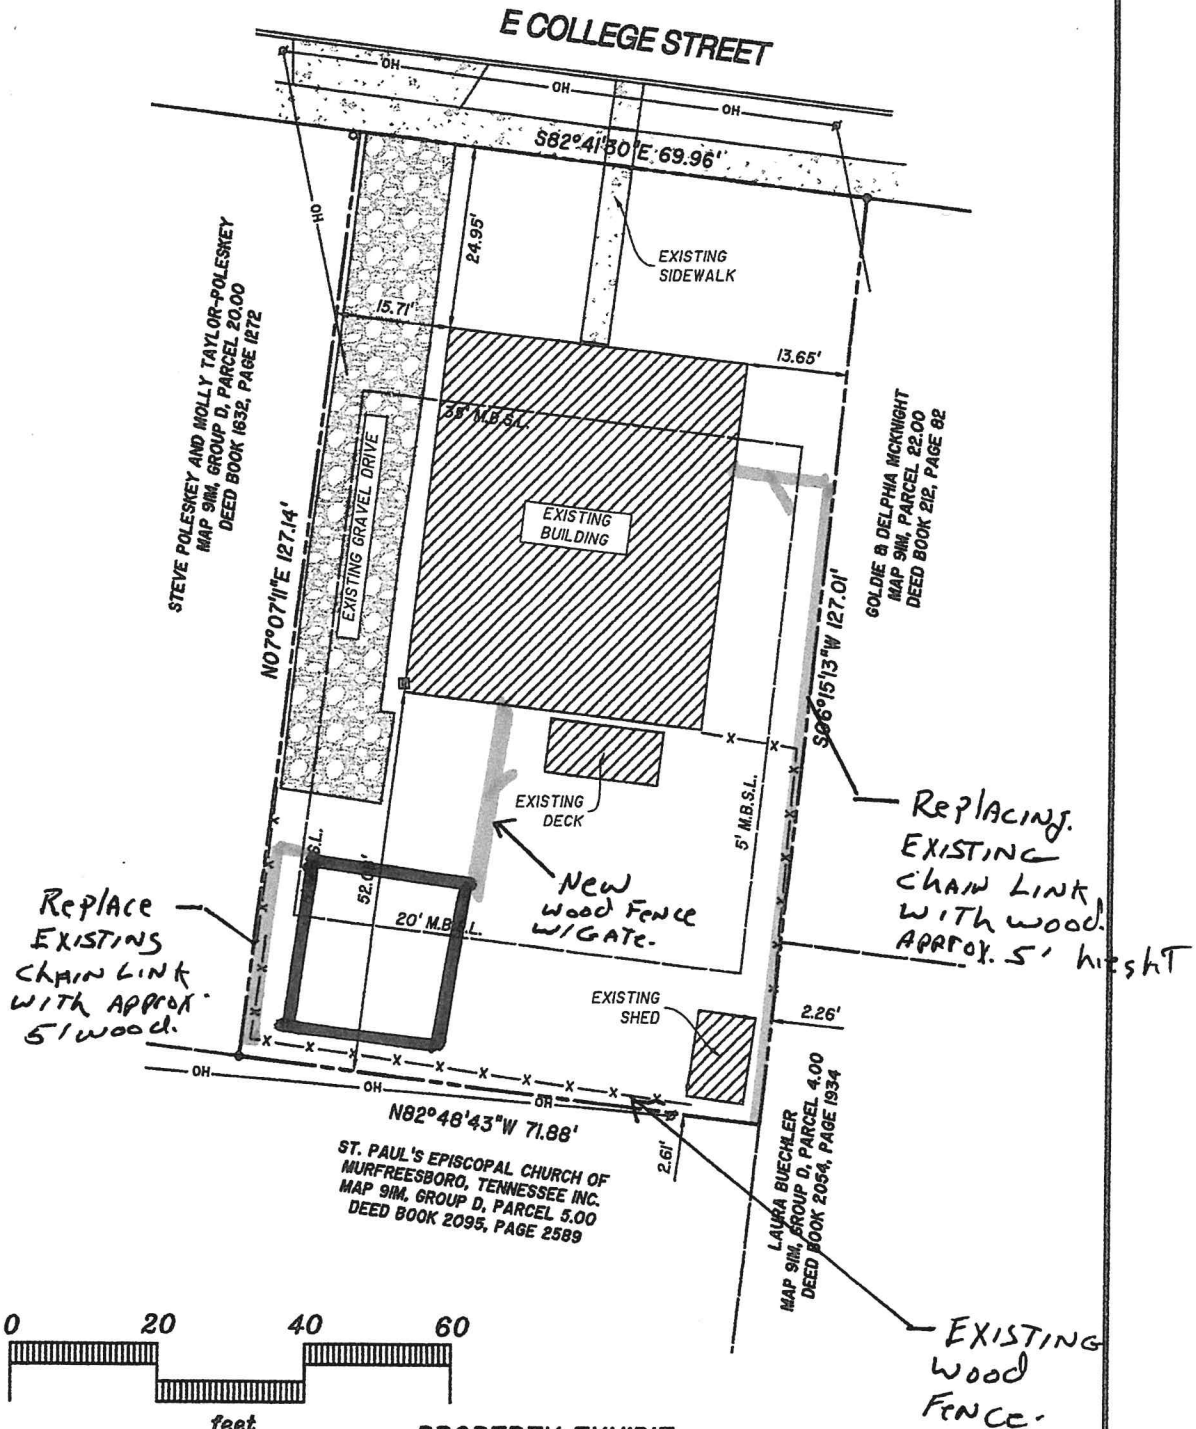 E COLLEGE STREET
OH
OH
OH
S82°41'30"E 69.96'
OH
24.95'
EXISTING
SIDEWALK
15.71'
13.65'
STEVE POLESKEY AND MOLLY TAYLOR-POLESKEY
MAP 91M, GROUP D, PARCEL 20.00
DEED BOOK 1632, PAGE 1272
35' M.B.S.L.
GOLDIE & DELPHIA MCKNIGHT
MAP 91M, PARCEL 22.00
DEED BOOK 212, PAGE 82
EXISTING GRAVEL DRIVE
EXISTING
BUILDING
N07°07'11"E 127.14'
S06°15'13"W 127.01'
X X
X
X
X
X
X
EXISTING
DECK
5' M.B.S.L.
RePlACING.
EXISTING
ChAIN LINK
WITH wood.
APPROX. 5' hieghT
New
wood FeNCe
W/GATe.
S.L.
20' M.B.S.L.
RePlACe
EXISTING
ChAIN LINK
WITh APPROX.
5' wood.
X
X
X
X
EXISTING
SHED
2.26'
X X X X X X X X X X
OH
OH
OH
N82°48'43"W 71.88'
2.61'
ST. PAUL'S EPISCOPAL CHURCH OF
MURFREESBORO, TENNESSEE INC.
MAP 91M, GROUP D, PARCEL 5.00
DEED BOOK 2095, PAGE 2589
LAURA BUECHLER
MAP 91M, GROUP D, PARCEL 4.00
DEED BOOK 2054, PAGE 1934
0 20 40 60
feet
EXISTING
Wood
FeNCe.
PROPERTY EXHIBIT